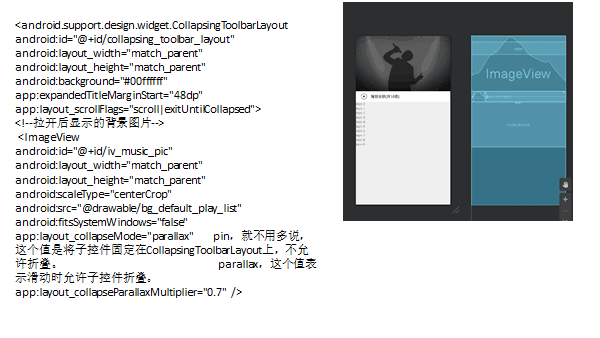 <android.support.design.widget.CollapsingToolbarLayout
android:id="@+id/collapsing_toolbar_layout"
android:layout_width="match_parent"
android:layout_height="match_parent"
android:background="#00ffffff"
app:expandedTitleMarginStart="48dp"
app:layout_scrollFlags="scroll|exitUntilCollapsed">
<!--拉开后显示的背景图片-->
<ImageView
android:id="@+id/iv_music_pic"
android:layout_width="match_parent"
android:layout_height="match_parent"
android:scaleType="centerCrop"
android:src="@drawable/bg_default_play_list"
android:fitsSystemWindows="false"
app:layout_collapseMode="parallax" pin，就不用多说，
这个值是将子控件固定在CollapsingToolbarLayout上，不允
许折叠。 parallax，这个值表
示滑动时允许子控件折叠。
app:layout_collapseParallaxMultiplier="0.7" />
ImageView